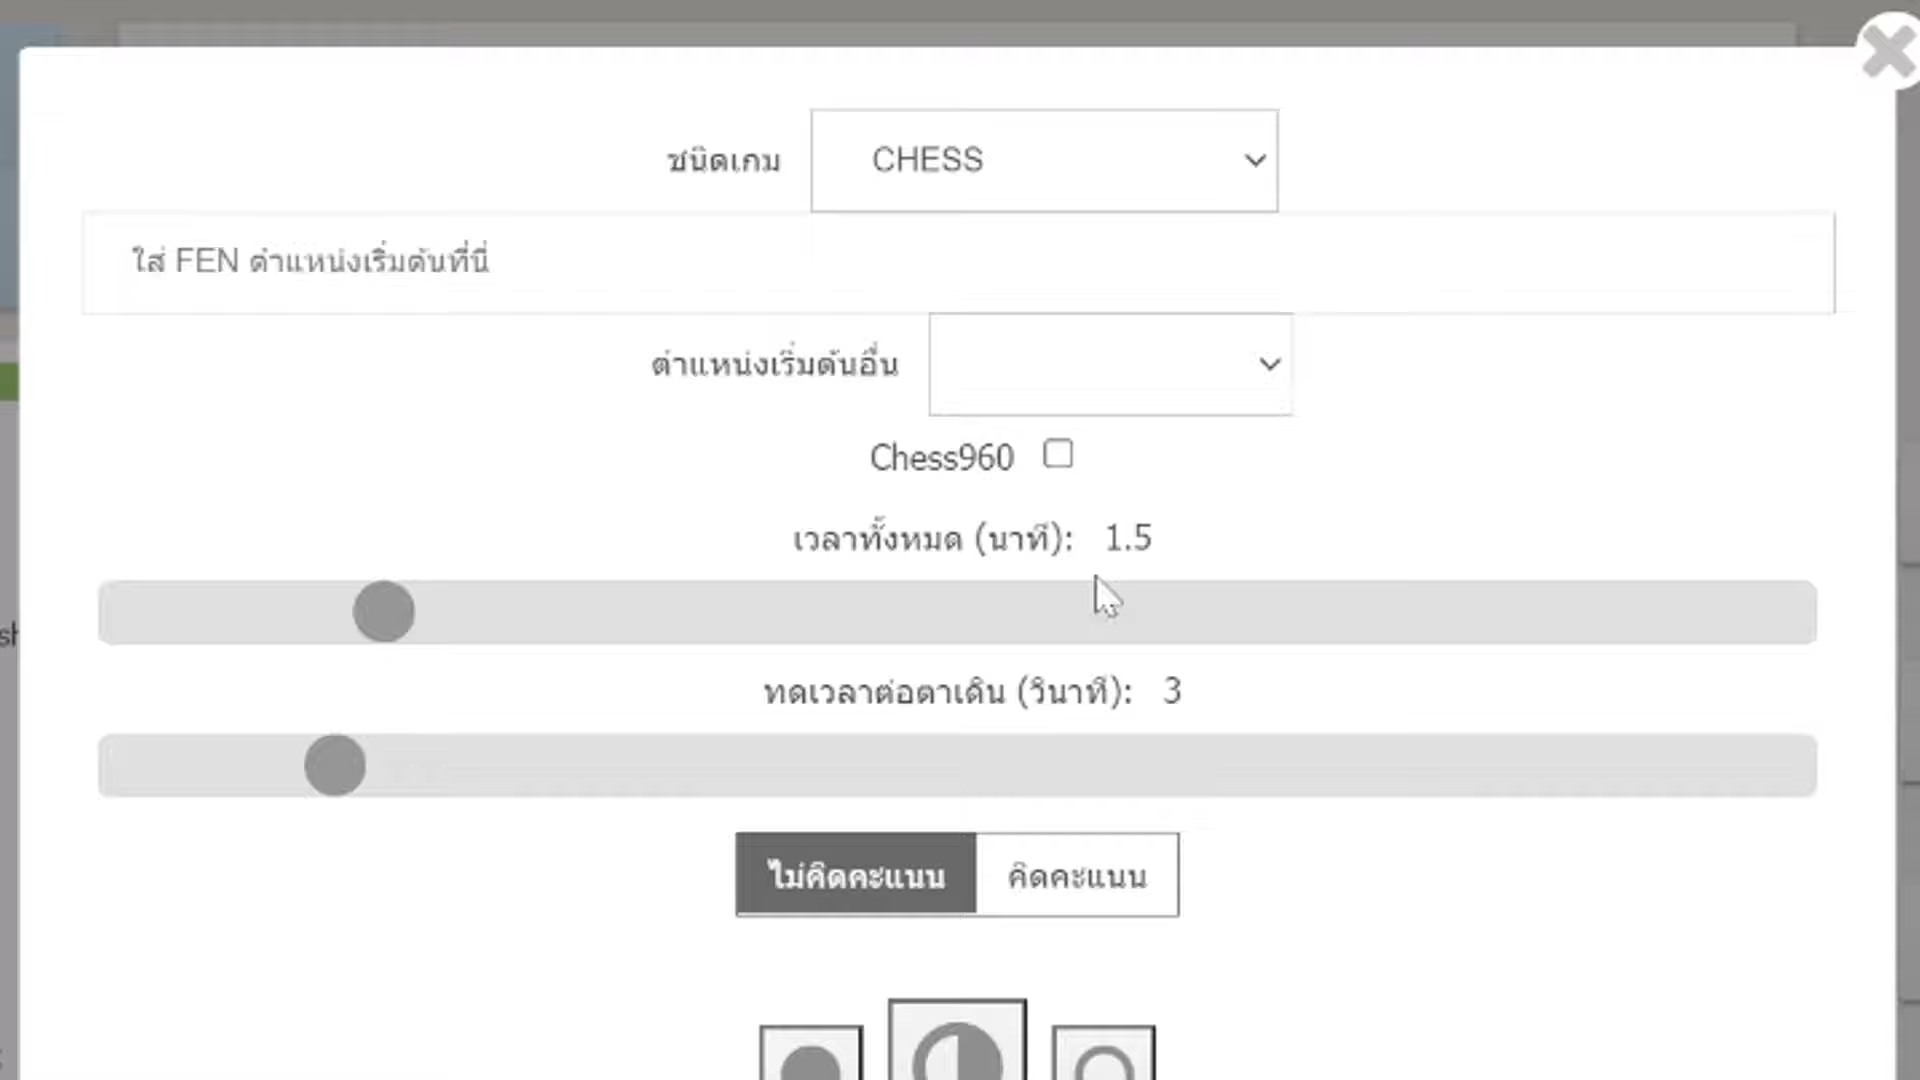 ชนิดเกม CHESS
ใส่ FEN ตำแหน่งเริ่มต้นที่นี่
ตำแหน่งเริ่มต้นอื่น
Chess960
เวลาทั้งหมด (นาที): 1.5
ทดเวลาต่อตาเดิน (วินาที): 3
ไม่คิดคะแนน คิดคะแนน